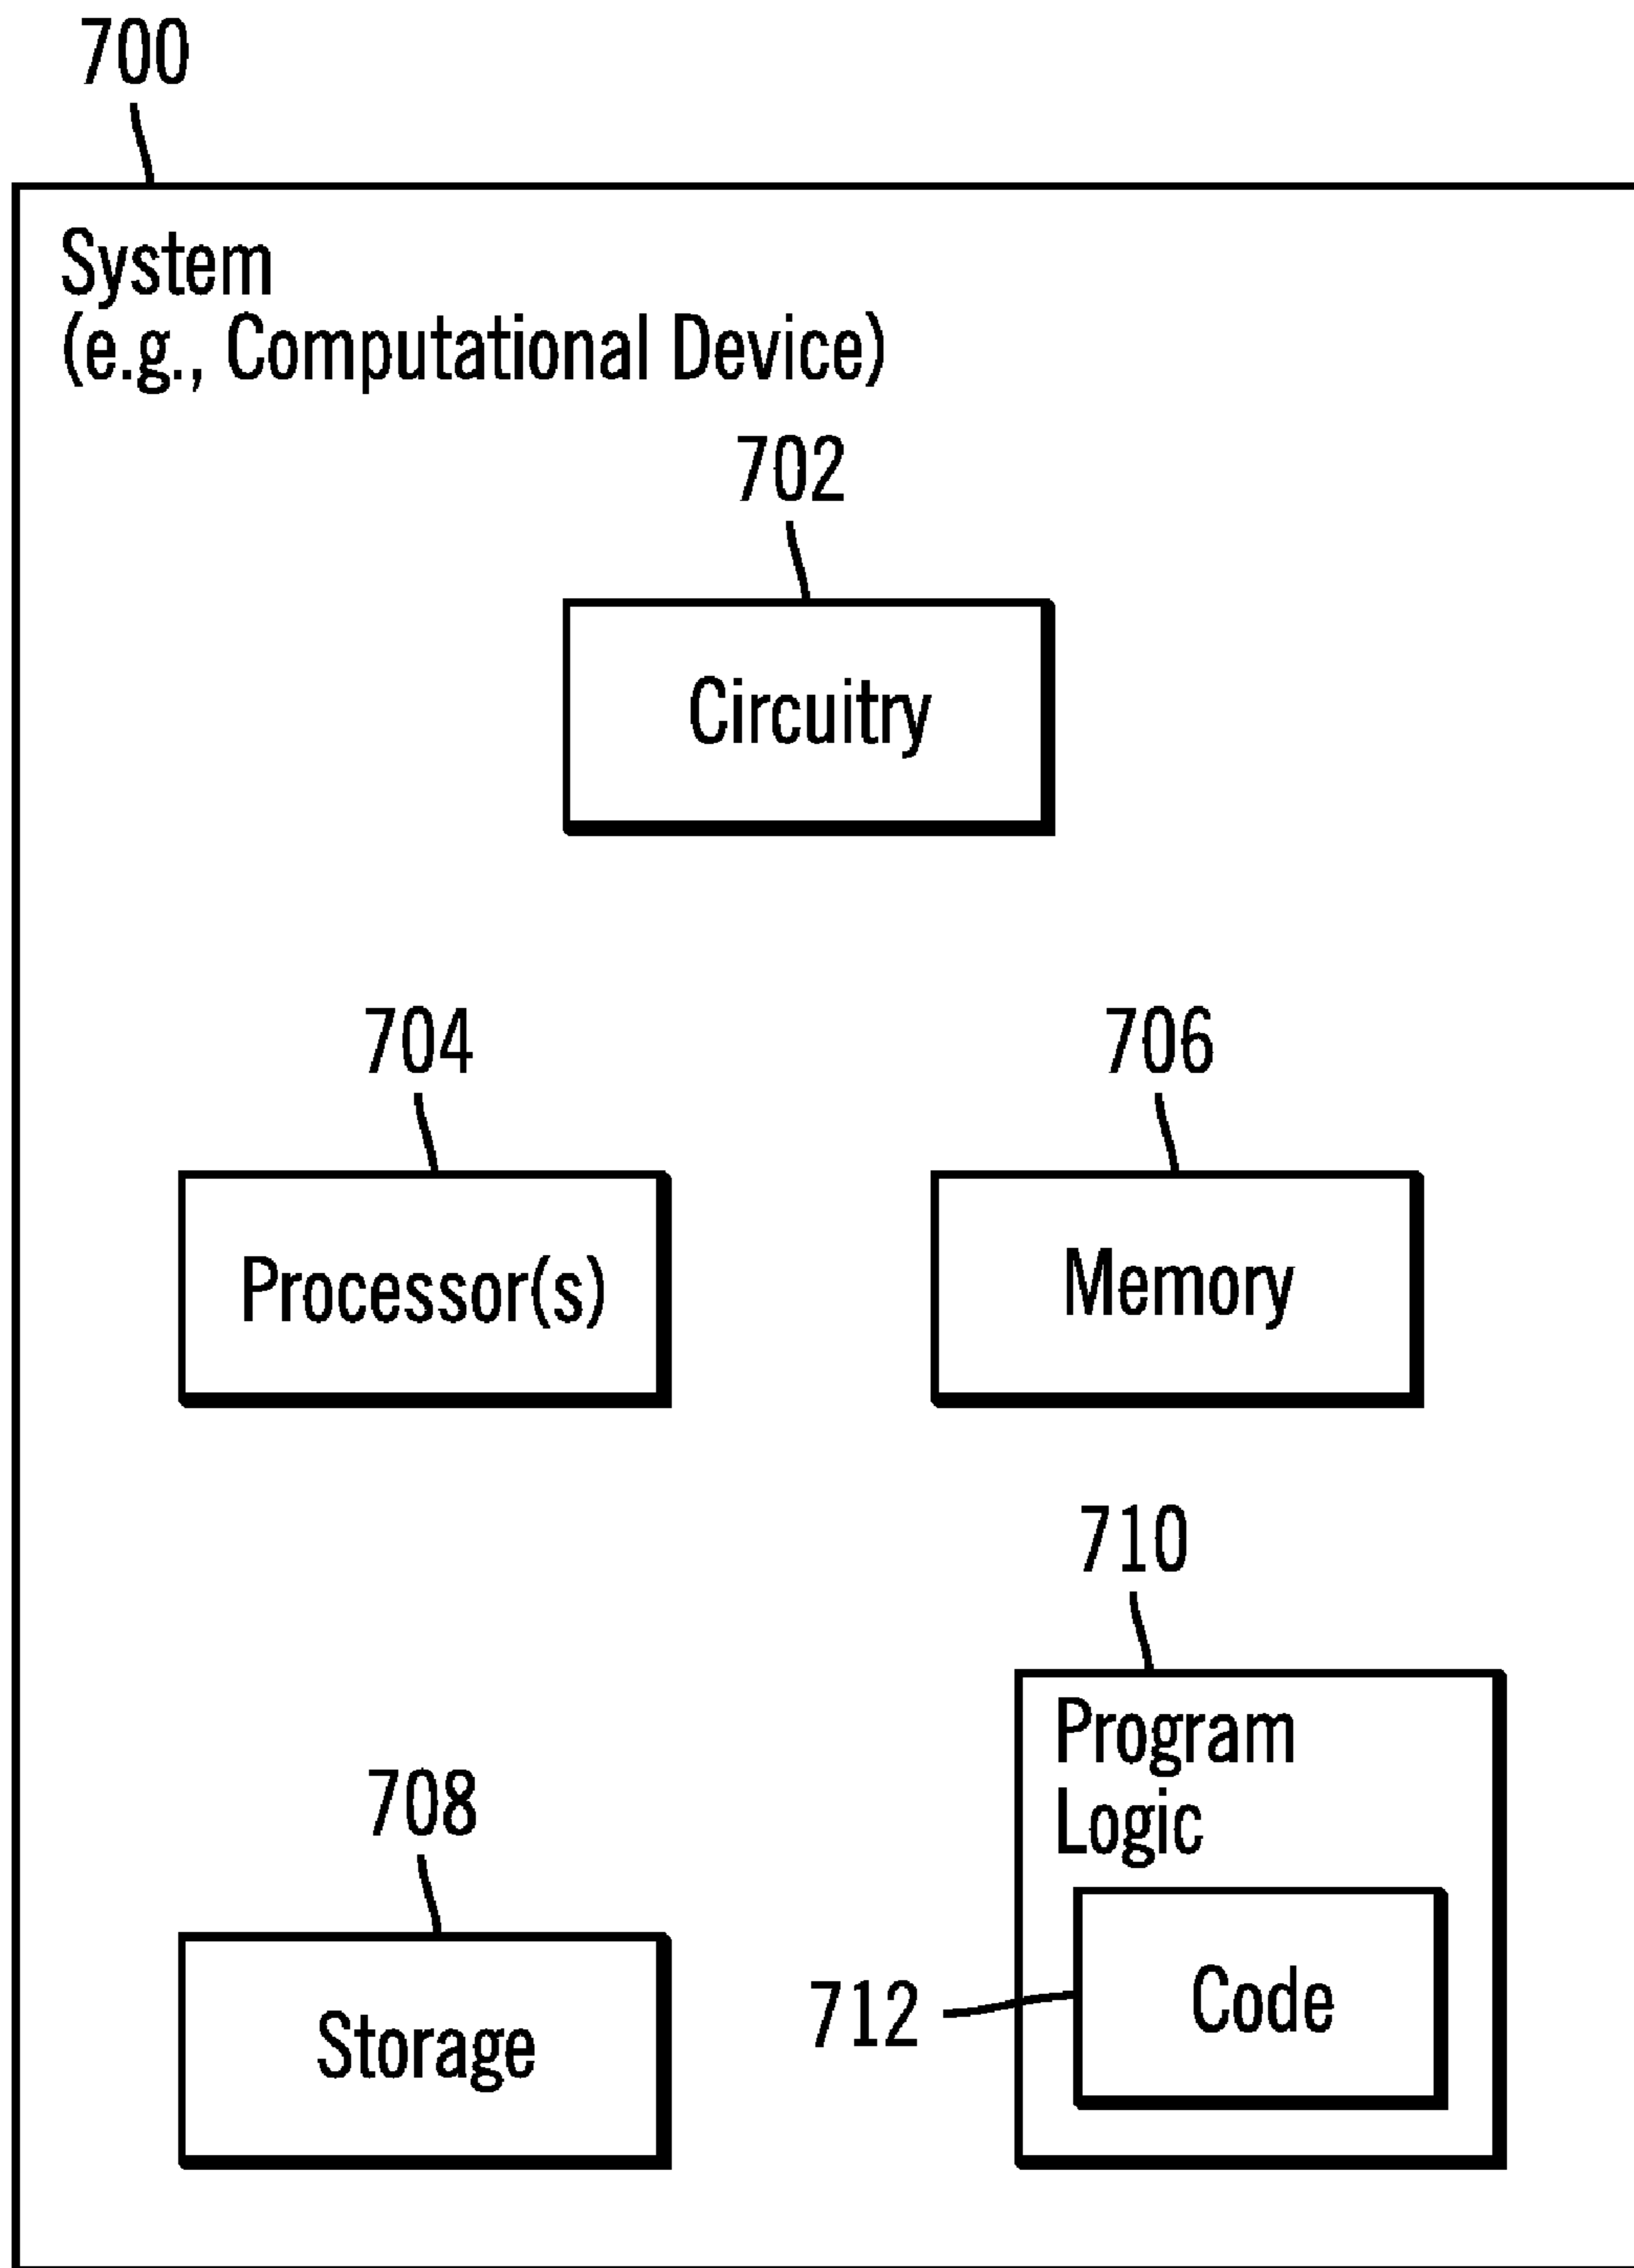 700
System
(e.g., Computational Device)
702
Circuitry
704
706
Processor(s)
Memory
710
Program
Logic
708
712
Code
Storage